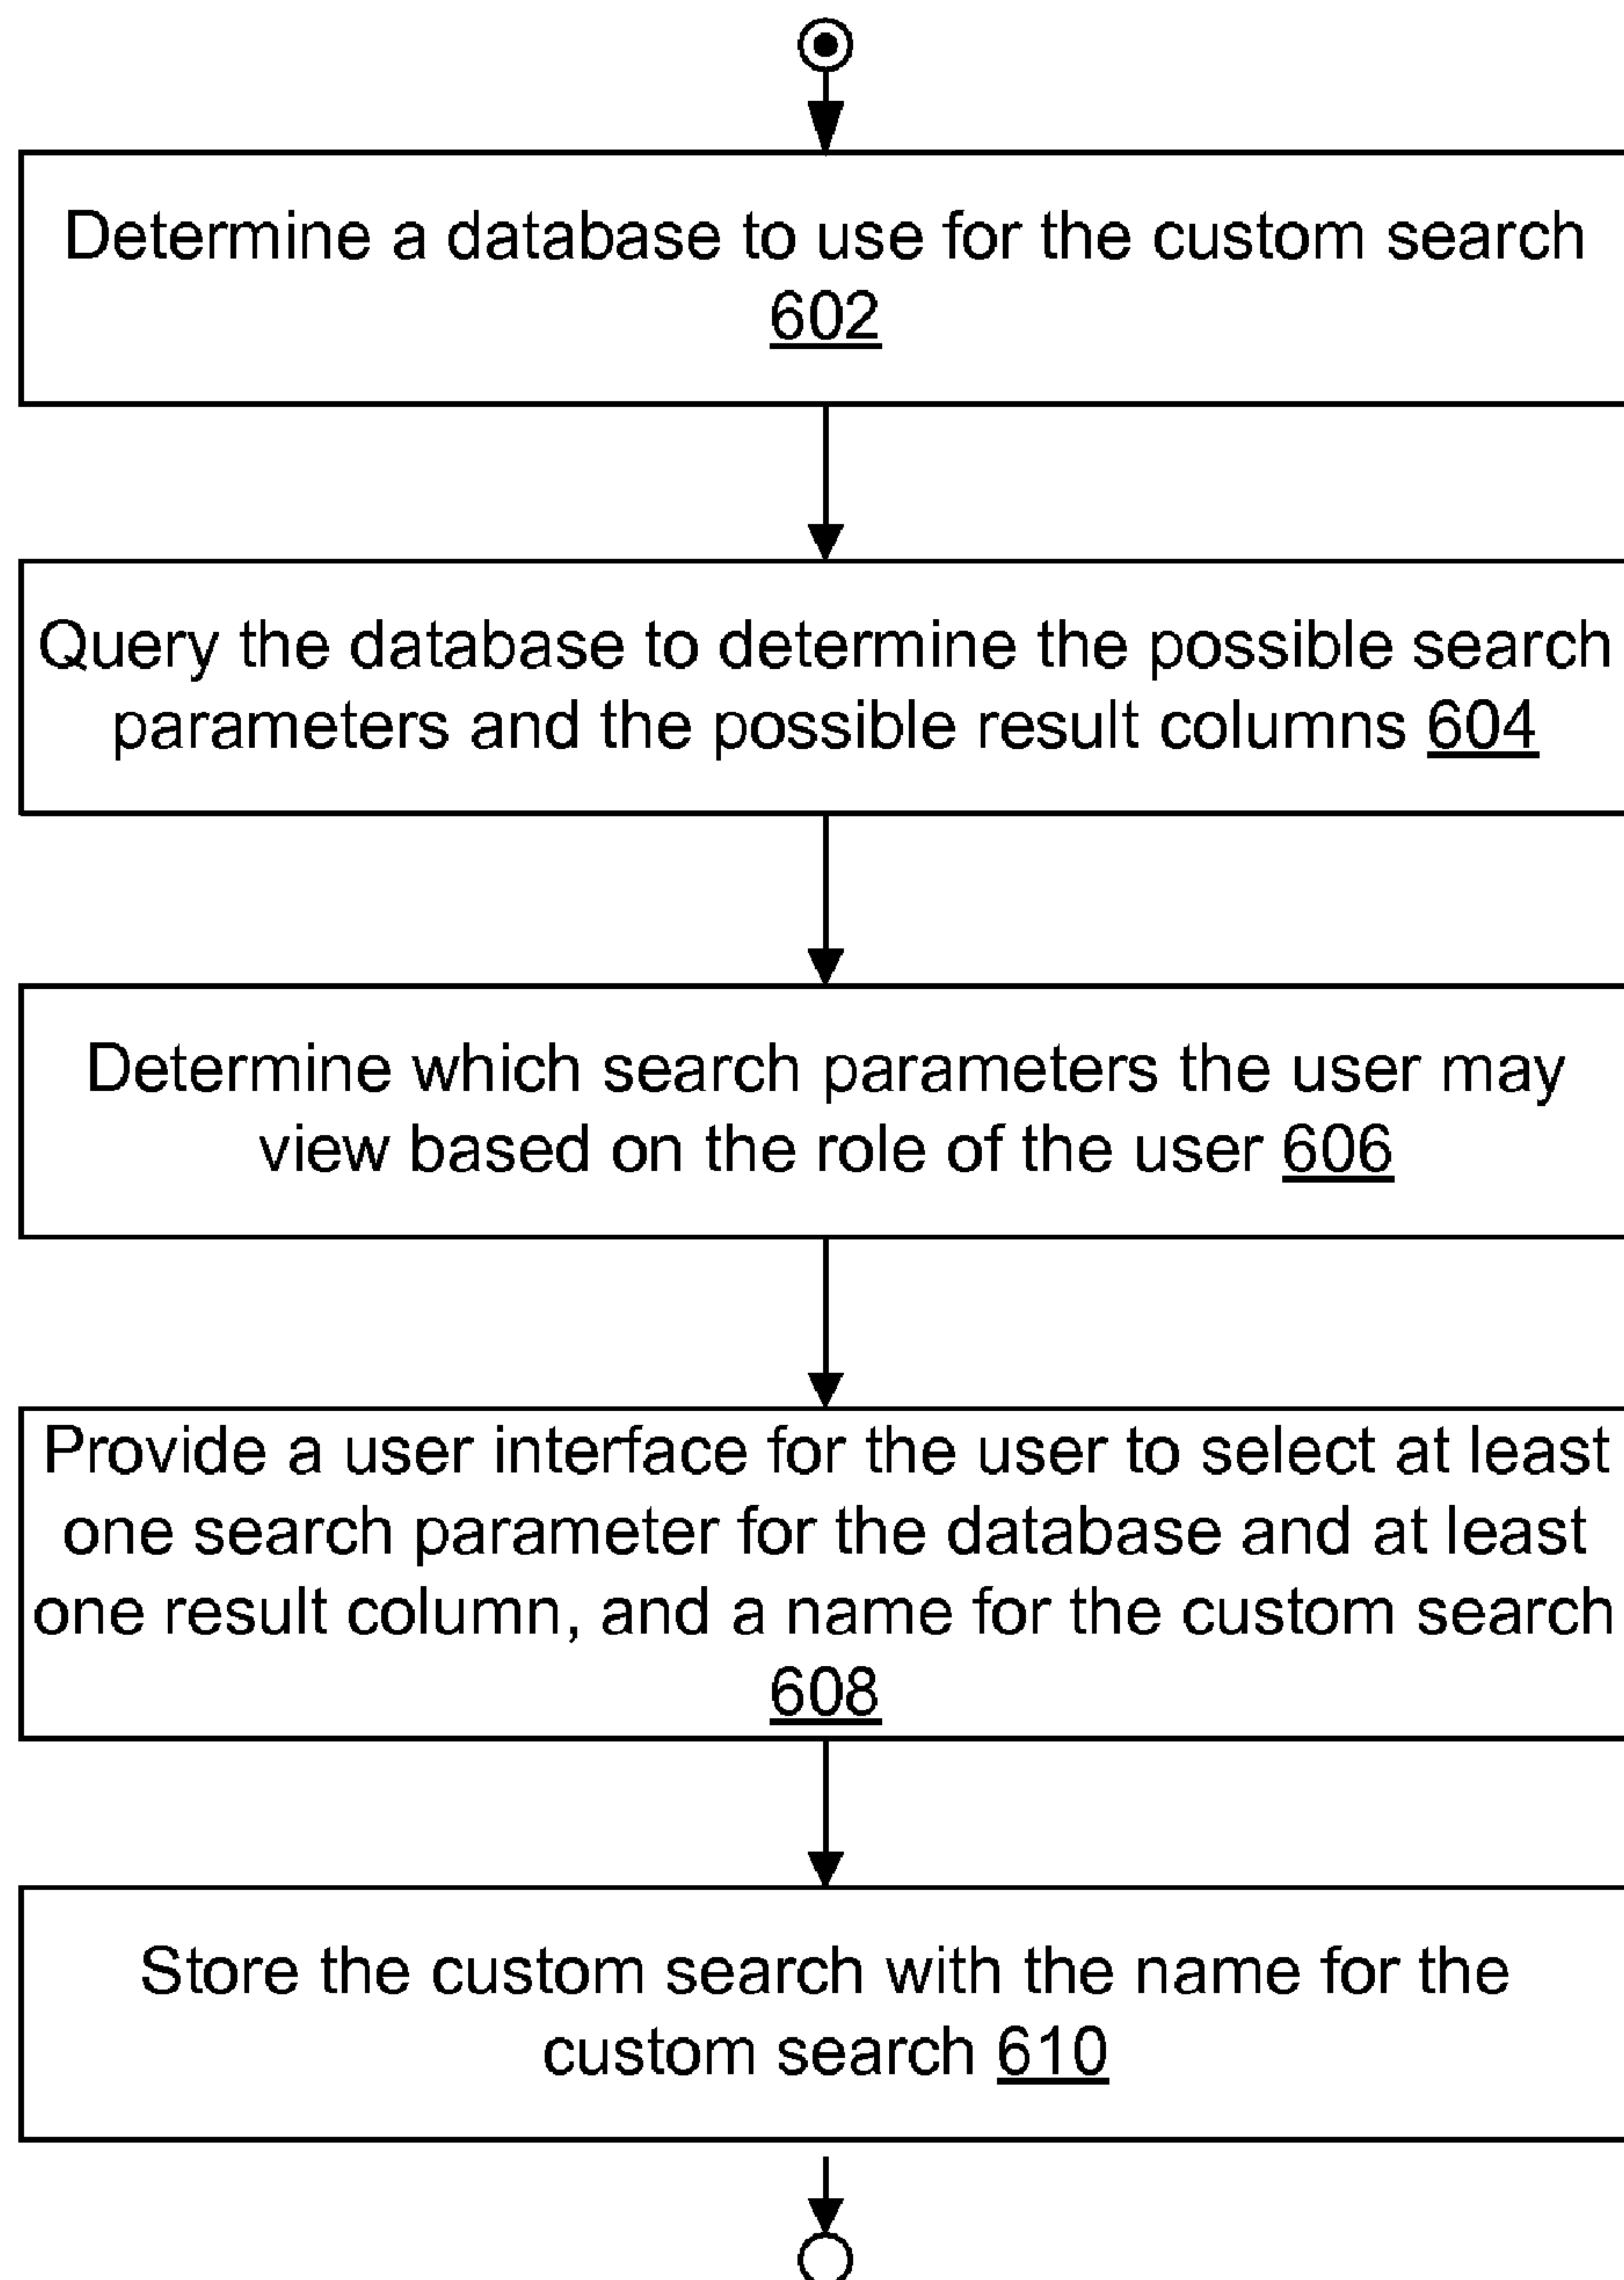 Determine a database to use for the custom search
602
Query the database to determine the possible search
parameters and the possible result columns 604
Determine which search parameters the user may
view based on the role of the user 606
Provide a user interface for the user to select at least
one search parameter for the database and at least
one result column, and a name for the custom search
608
Store the custom search with the name for the
custom search 610